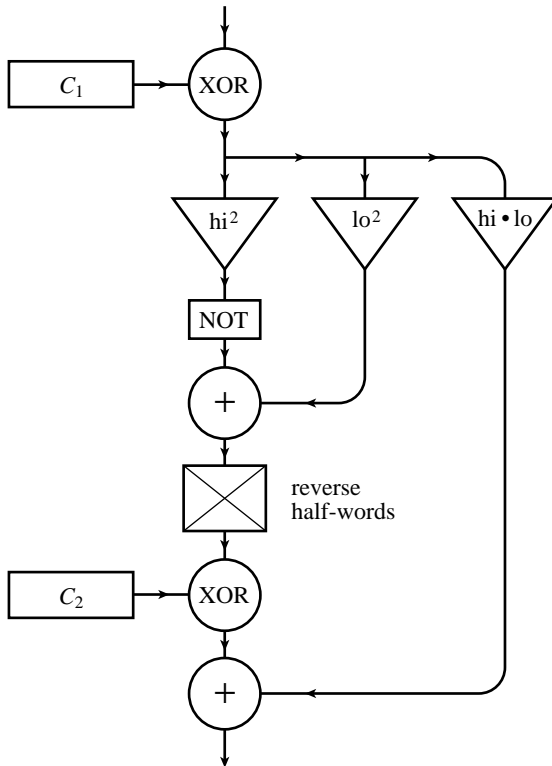 XOR
C₁
hi² lo² hi • lo
NOT
+
reverse
half-words
XOR
C₂
+